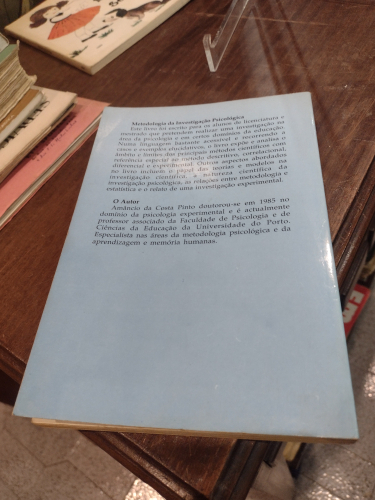 Metodologia da Investigação Psicológica
Este livro foi escrito para os alunos de licenciatura e
mestrado que pretendem realizar uma investigação na
área da psicologia e em certos domínios da educação.
Numa linguagem bastante acessível e recorrendo a
casos e exemplos elucidativos, o livro expõe e analisa o
âmbito e limites das principais métodos científicos com
referência especial ao método descritivo, correlacional,
diferencial e experimental. Outros aspectos abordados
no livro incluem o papel das teorias e modelos na
investigação científica, a natureza científica da
investigação psicológica, as relações entre metodologia e
estatística e o relato de uma investigação experimental.
O Autor
Amâncio da Costa Pinto doutorou-se em 1985 no
domínio da psicologia experimental e é actualmente
professor associado da Faculdade de Psicologia e de
Ciências da Educação da Universidade do Porto.
Especialista nas áreas da metodologia psicológica e da
aprendizagem e memória humanas.